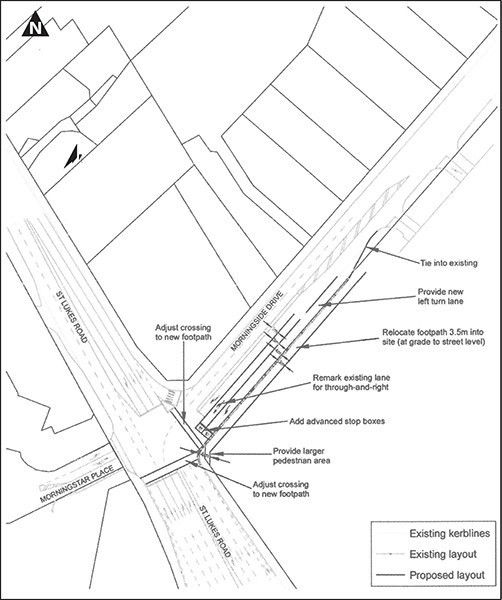 N
Tie into existing
Provide new
left turn lane
MORNINGSIDE DRIVE
ST LUKES ROAD
Adjust crossing
to new footpath
Relocate footpath 3.5m into
site (at grade to street level)
Remark existing lane
for through-and-right
Add advanced stop boxes
Provide larger
pedestrian area
MORNINGSTAR PLACE
Adjust crossing
to new footpath
ST LUKES ROAD
Existing kerblines
Existing layout
Proposed layout